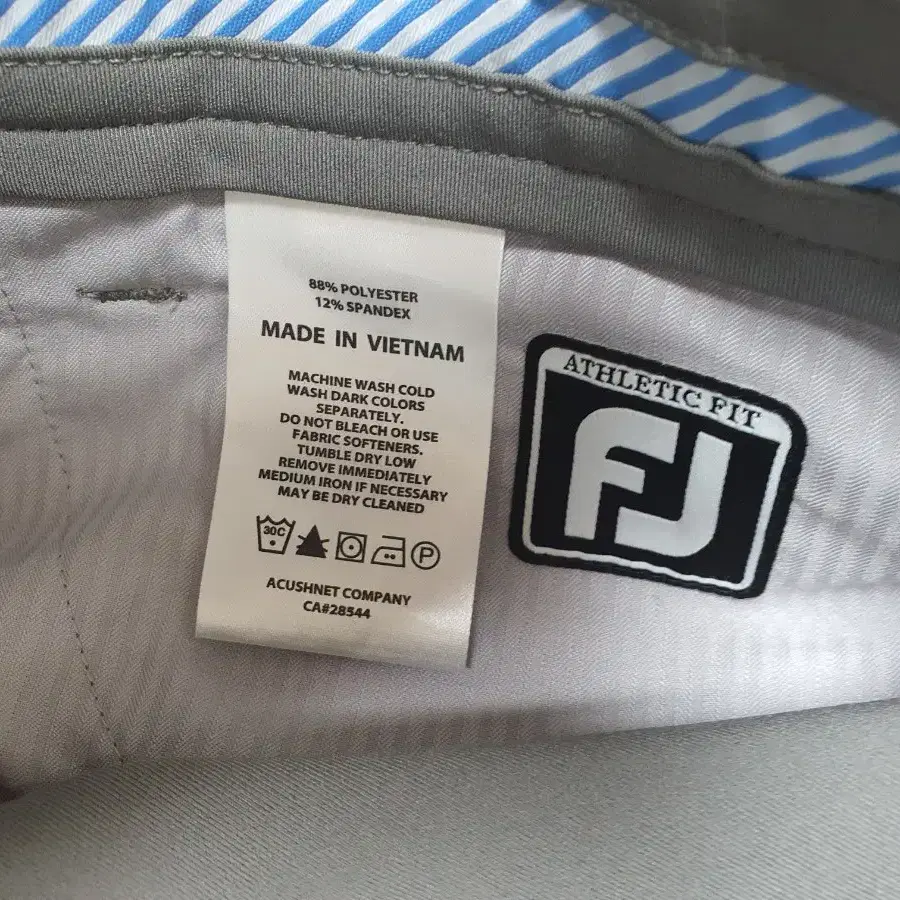 88% POLYESTER
12% SPANDEX
MADE IN VIETNAM
MACHINE WASH COLD
WASH DARK COLORS
SEPARATELY.
DO NOT BLEACH OR USE
FABRIC SOFTENERS.
TUMBLE DRY LOW
REMOVE IMMEDIATELY
MEDIUM IRON IF NECESSARY
MAY BE DRY CLEANED
30C P
ACUSHNET COMPANY
CA#28544
ATHLETIC FIT
FJ